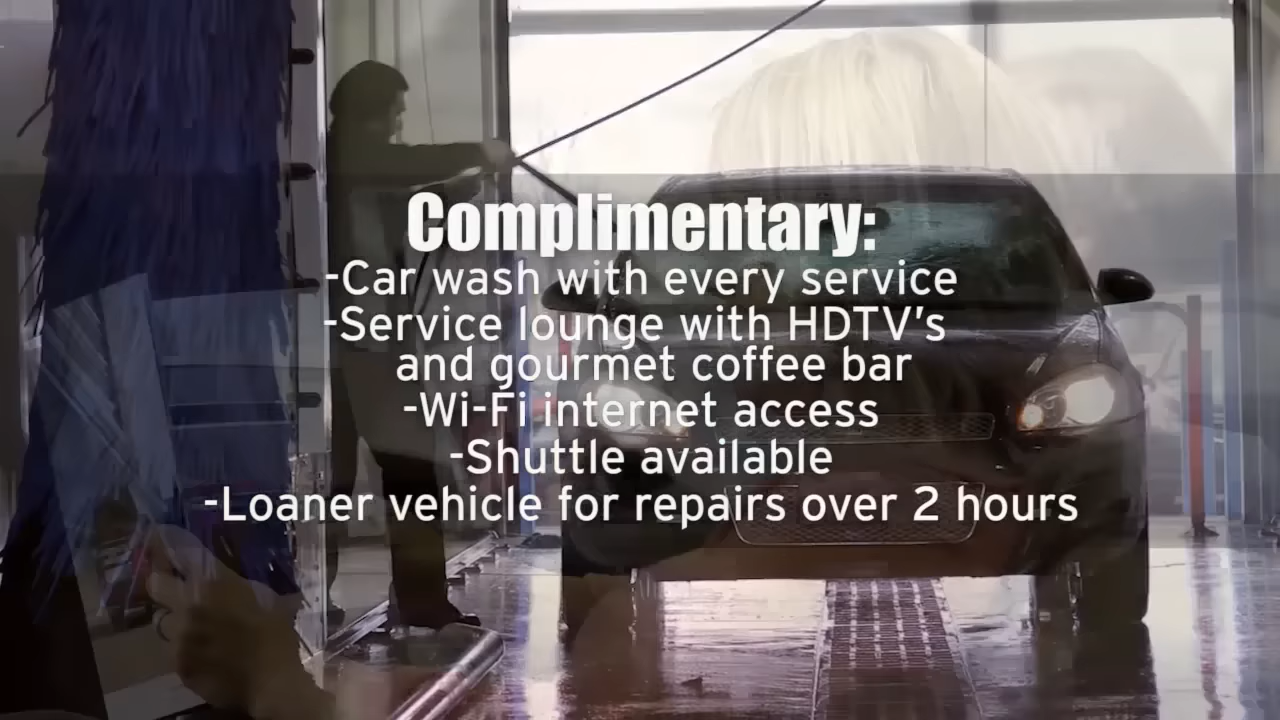 Complimentary:
-Car wash with every service
-Service lounge with HDTV's
and gourmet coffee bar
-Wi-Fi internet access
-Shuttle available
-Loaner vehicle for repairs over 2 hours